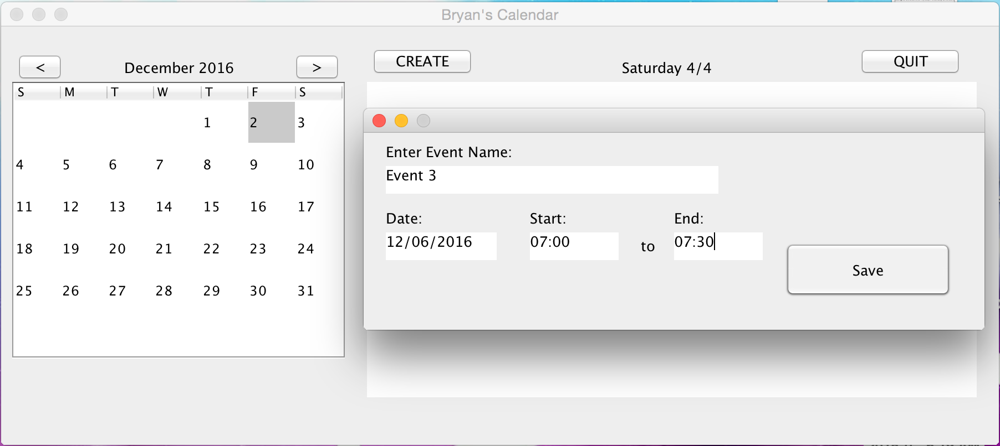 Bryan's Calendar
<
December 2016
>
CREATE
Saturday 4/4
QUIT
S M T W T F S
1 2 3
4 5 6 7 8 9 10
11 12 13 14 15 16 17
18 19 20 21 22 23 24
25 26 27 28 29 30 31
Enter Event Name:
Event 3
Date: Start: End:
12/06/2016 07:00 to 07:30
Save